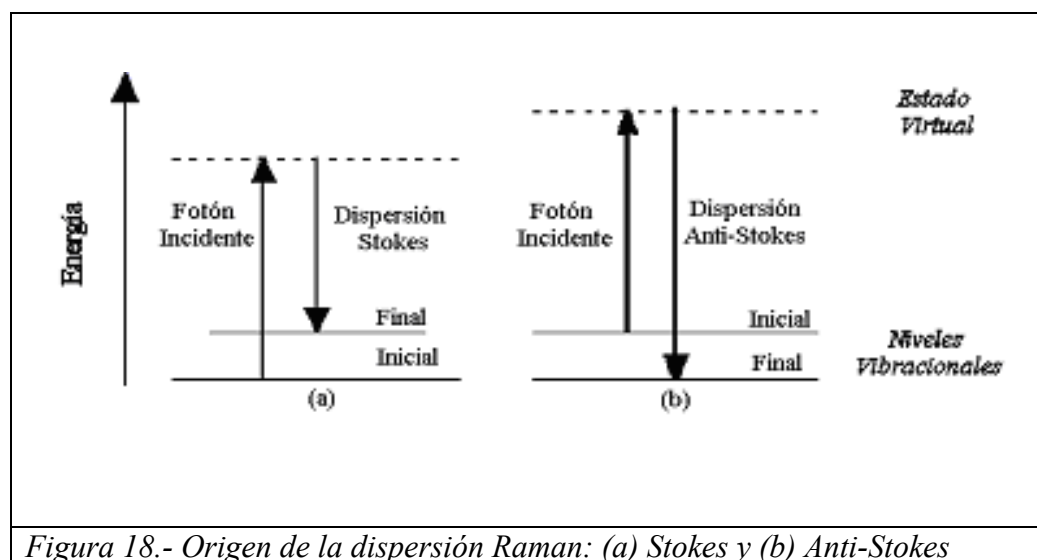 Energía
Fotón
Incidente
Dispersión
Stokes
Final
Inicial
(a)
Fotón
Incidente
Dispersión
Anti-Stokes
Inicial
Final
(b)
Estado
Virtual
Niveles
Vibracionales
Figura 18.- Origen de la dispersión Raman: (a) Stokes y (b) Anti-Stokes